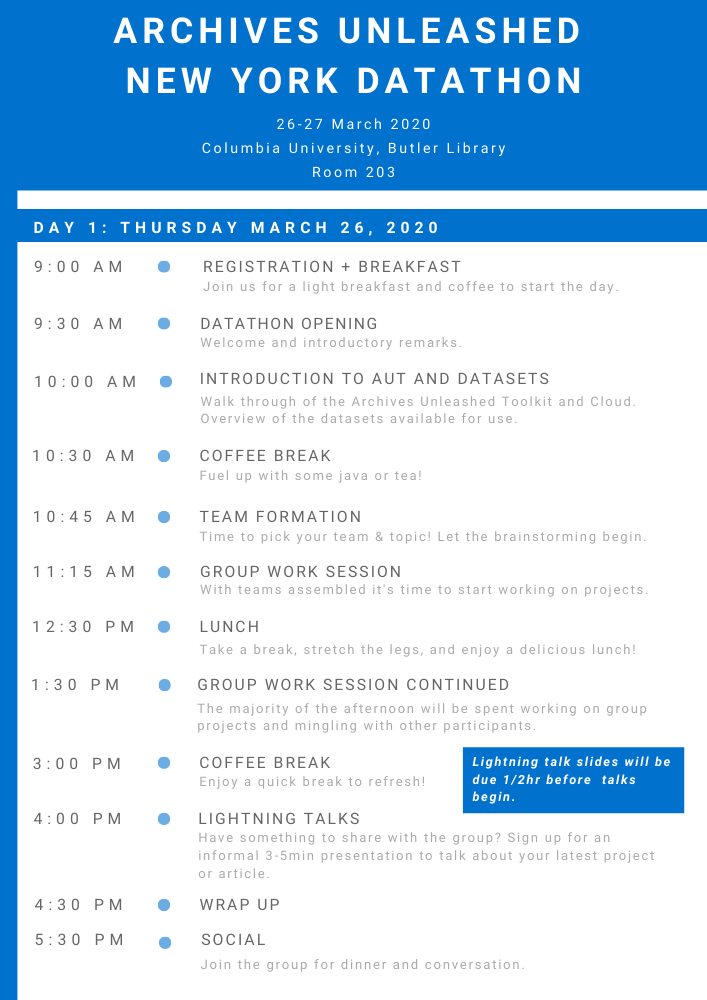 ARCHIVES UNLEASHED
NEW YORK DATATHON
26-27 March 2020
Columbia University, Butler Library
Room 203
DAY 1: THURSDAY MARCH 26, 2020
9:00 AM REGISTRATION + BREAKFAST
Join us for a light breakfast and coffee to start the day.
9:30 AM DATATHON OPENING
Welcome and introductory remarks.
10:00 AM INTRODUCTION TO AUT AND DATASETS
Walk through of the Archives Unleashed Toolkit and Cloud.
Overview of the datasets available for use.
10:30 AM COFFEE BREAK
Fuel up with some java or tea!
10:45 AM TEAM FORMATION
Time to pick your team & topic! Let the brainstorming begin.
11:15 AM GROUP WORK SESSION
With teams assembled it's time to start working on projects.
12:30 PM LUNCH
Take a break, stretch the legs, and enjoy a delicious lunch!
1:30 PM GROUP WORK SESSION CONTINUED
The majority of the afternoon will be spent working on group
projects and mingling with other participants.
3:00 PM COFFEE BREAK
Enjoy a quick break to refresh!
Lightning talk slides will be
due 1/2hr before talks
begin.
4:00 PM LIGHTNING TALKS
Have something to share with the group? Sign up for an
informal 3-5min presentation to talk about your latest project
or article.
4:30 PM WRAP UP
5:30 PM SOCIAL
Join the group for dinner and conversation.